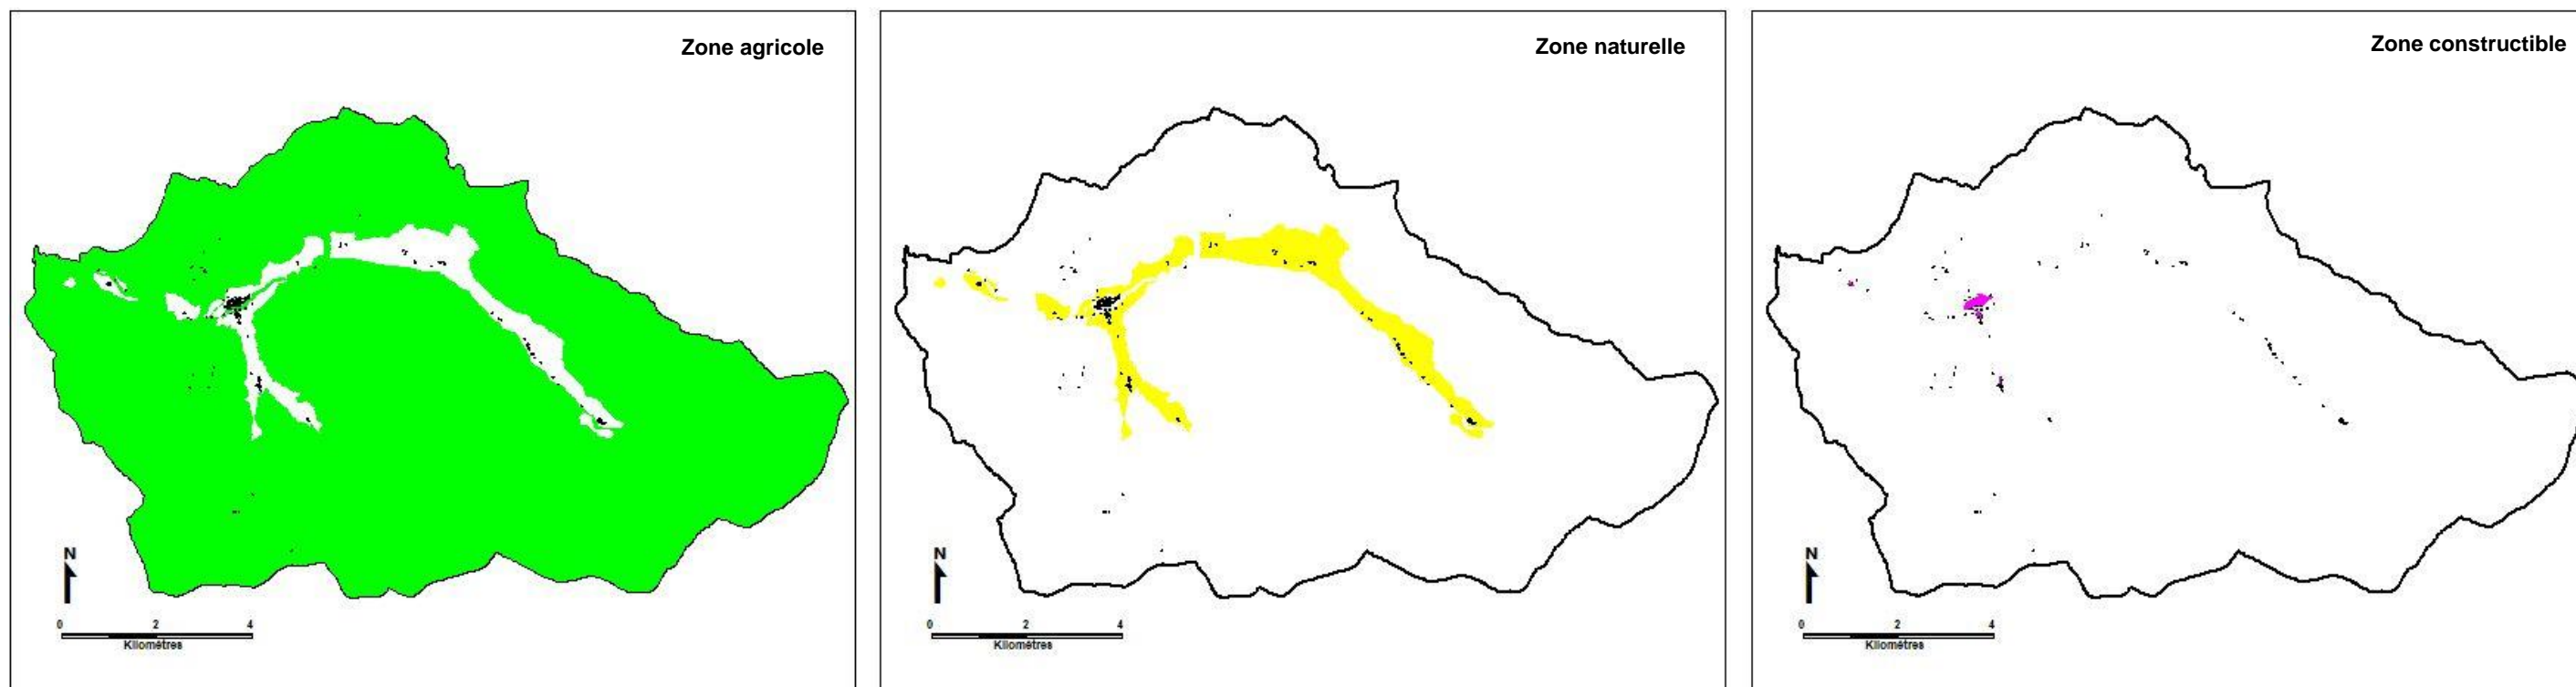 Zone agricole
N
0 2 4
Kilomètres
Zone naturelle
N
0 2 4
Kilomètres
Zone constructible
N
0 2 4
Kilomètres